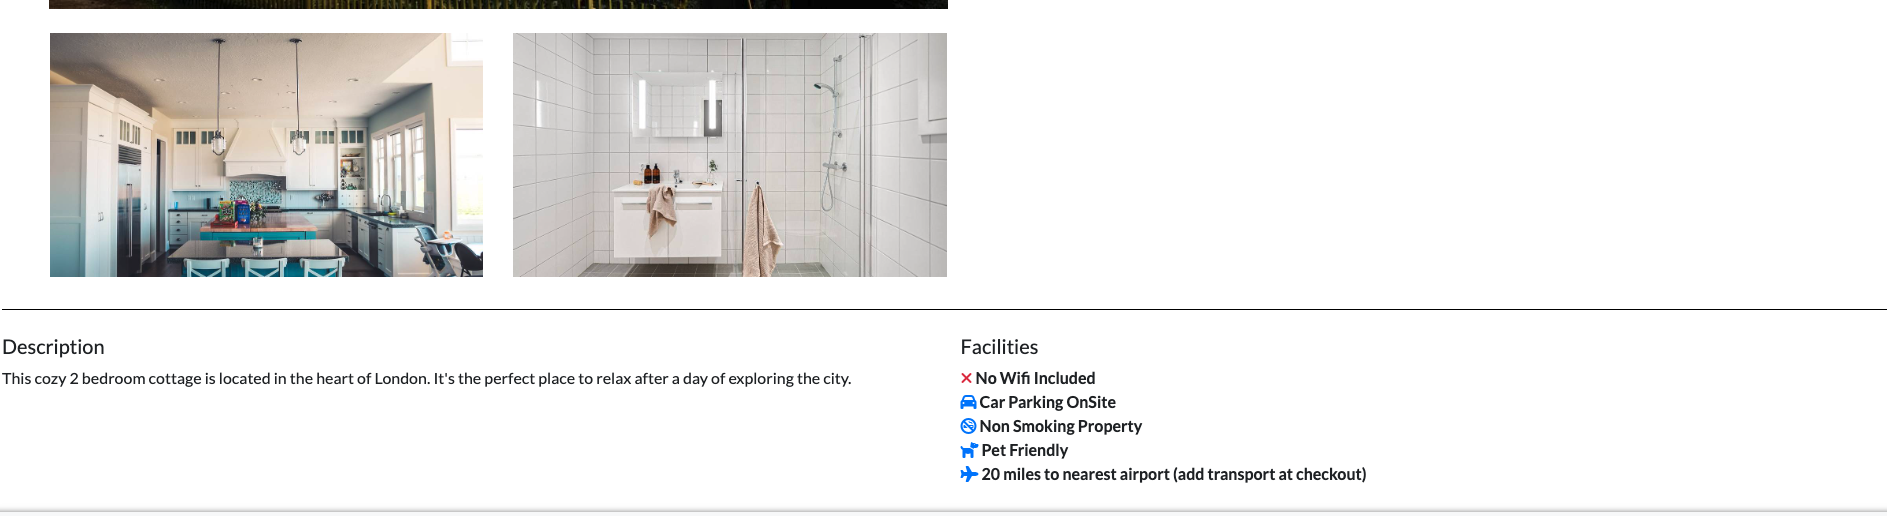 Description
This cozy 2 bedroom cottage is located in the heart of London. It's the perfect place to relax after a day of exploring the city.
Facilities
No Wifi Included
Car Parking OnSite
Non Smoking Property
Pet Friendly
20 miles to nearest airport (add transport at checkout)